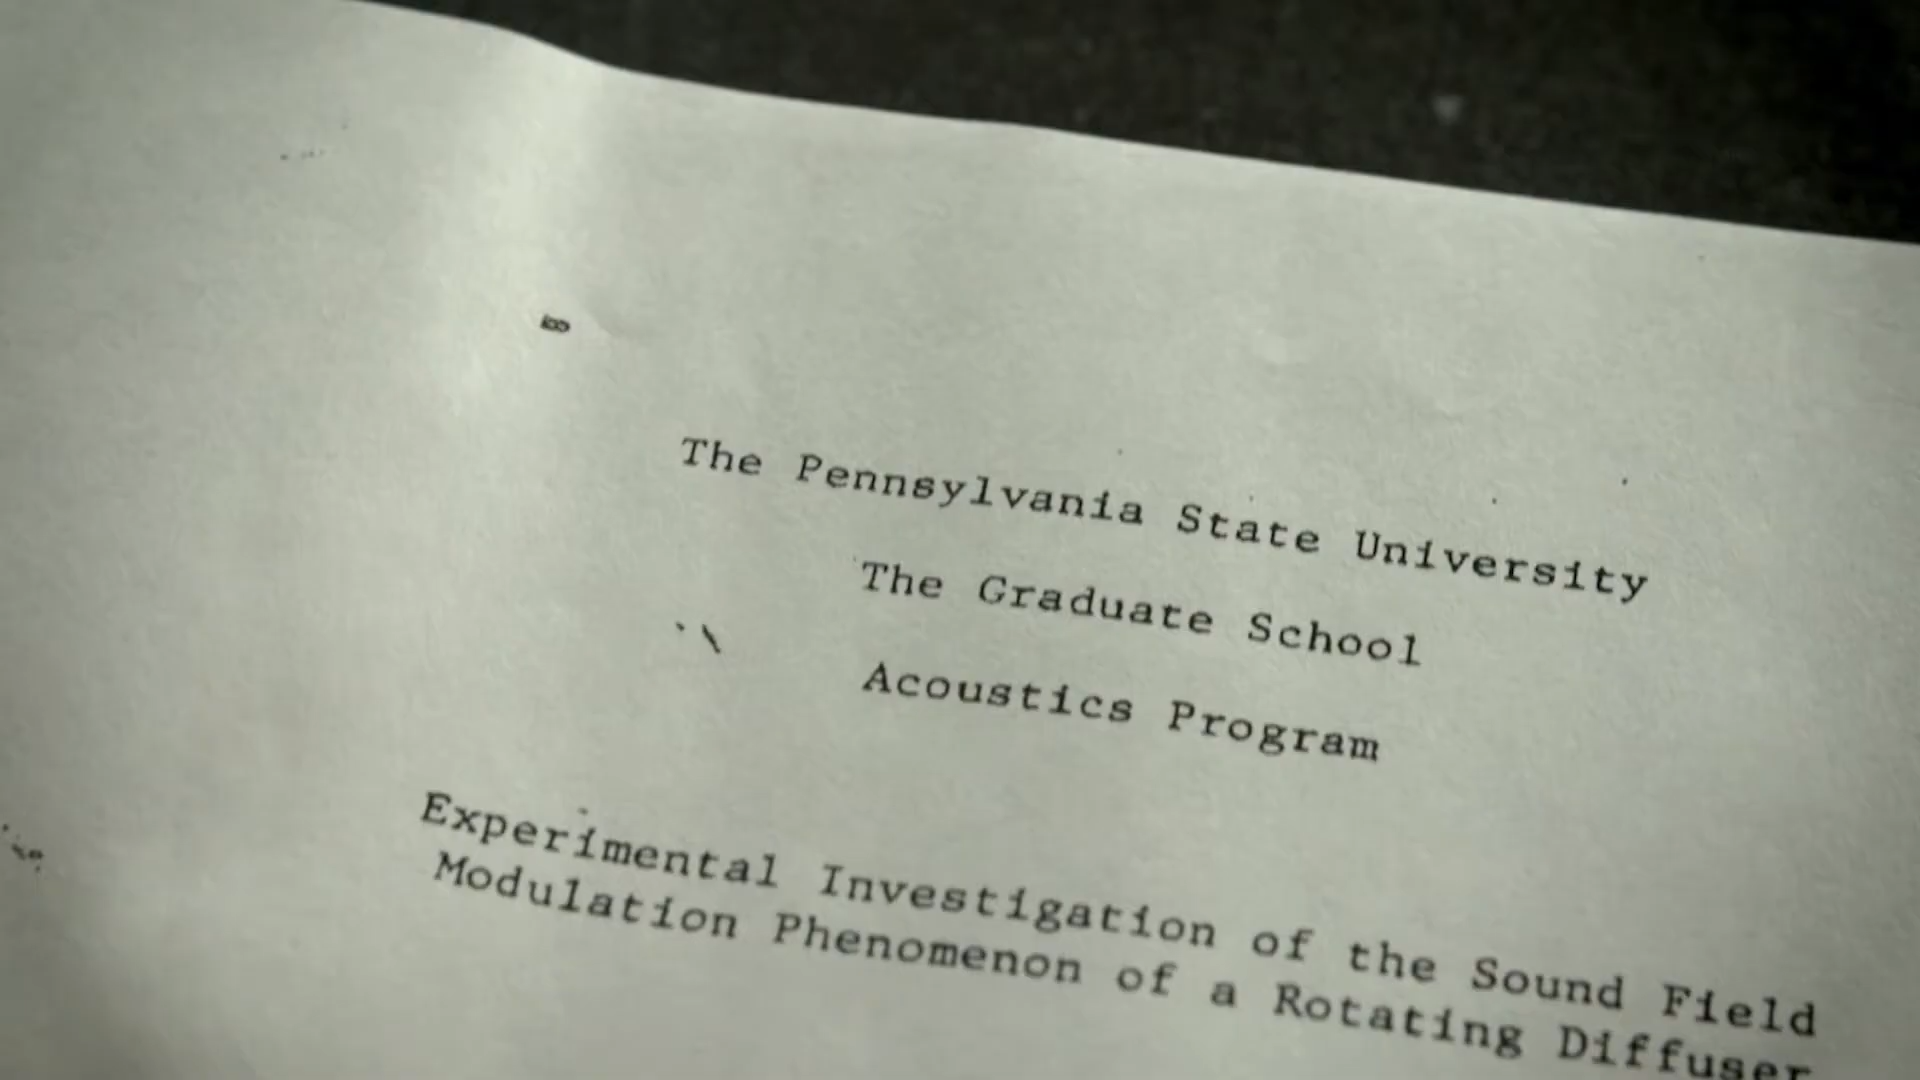 The Pennsylvania State University
The Graduate School
Acoustics Program
Experimental Investigation of the Sound Field
Modulation Phenomenon of a Rotating Diffuser